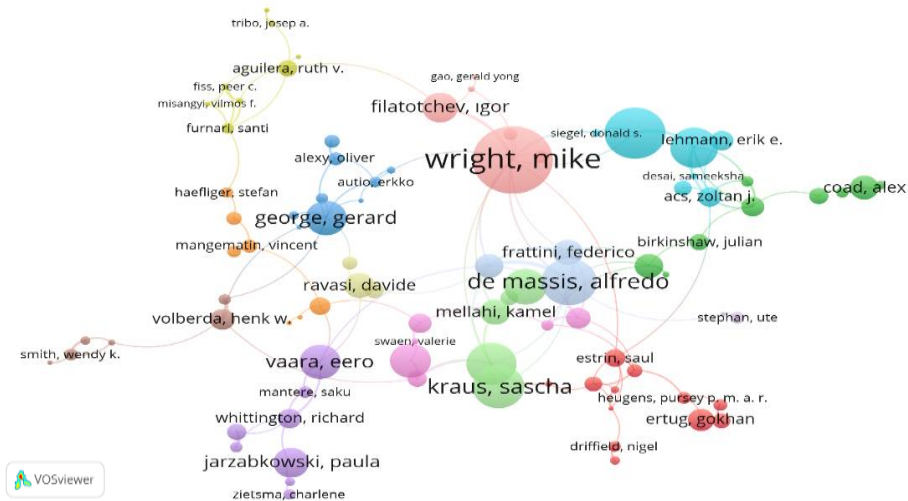 tribo, josep a.
aguilera, ruth v.
gao, gerald yong
fiss, peer c.
misangyi, vilmos f.
filatotchev, igor
furnari, santi
siegel, donald s.
lehmann, erik e.
alexy, oliver
wright, mike
desai, sameeksha
autio, erkko
haefliger, stefan
acs, zoltan j.
coad, alex
george, gerard
mangematin, vincent
frattini, federico
birkinshaw, julian
ravasi, davide
de massis, alfredo
mellahi, kamel
volberda, henk w.
stephan, ute
smith, wendy k.
swaen, valerie
vaara, eero
estrin, saul
kraus, sascha
mantere, saku
heugens, pursey p. m. a. r.
whittington, richard
ertug, gokhan
driffield, nigel
jarzabkowski, paula
zietsma, charlene
VOSviewer